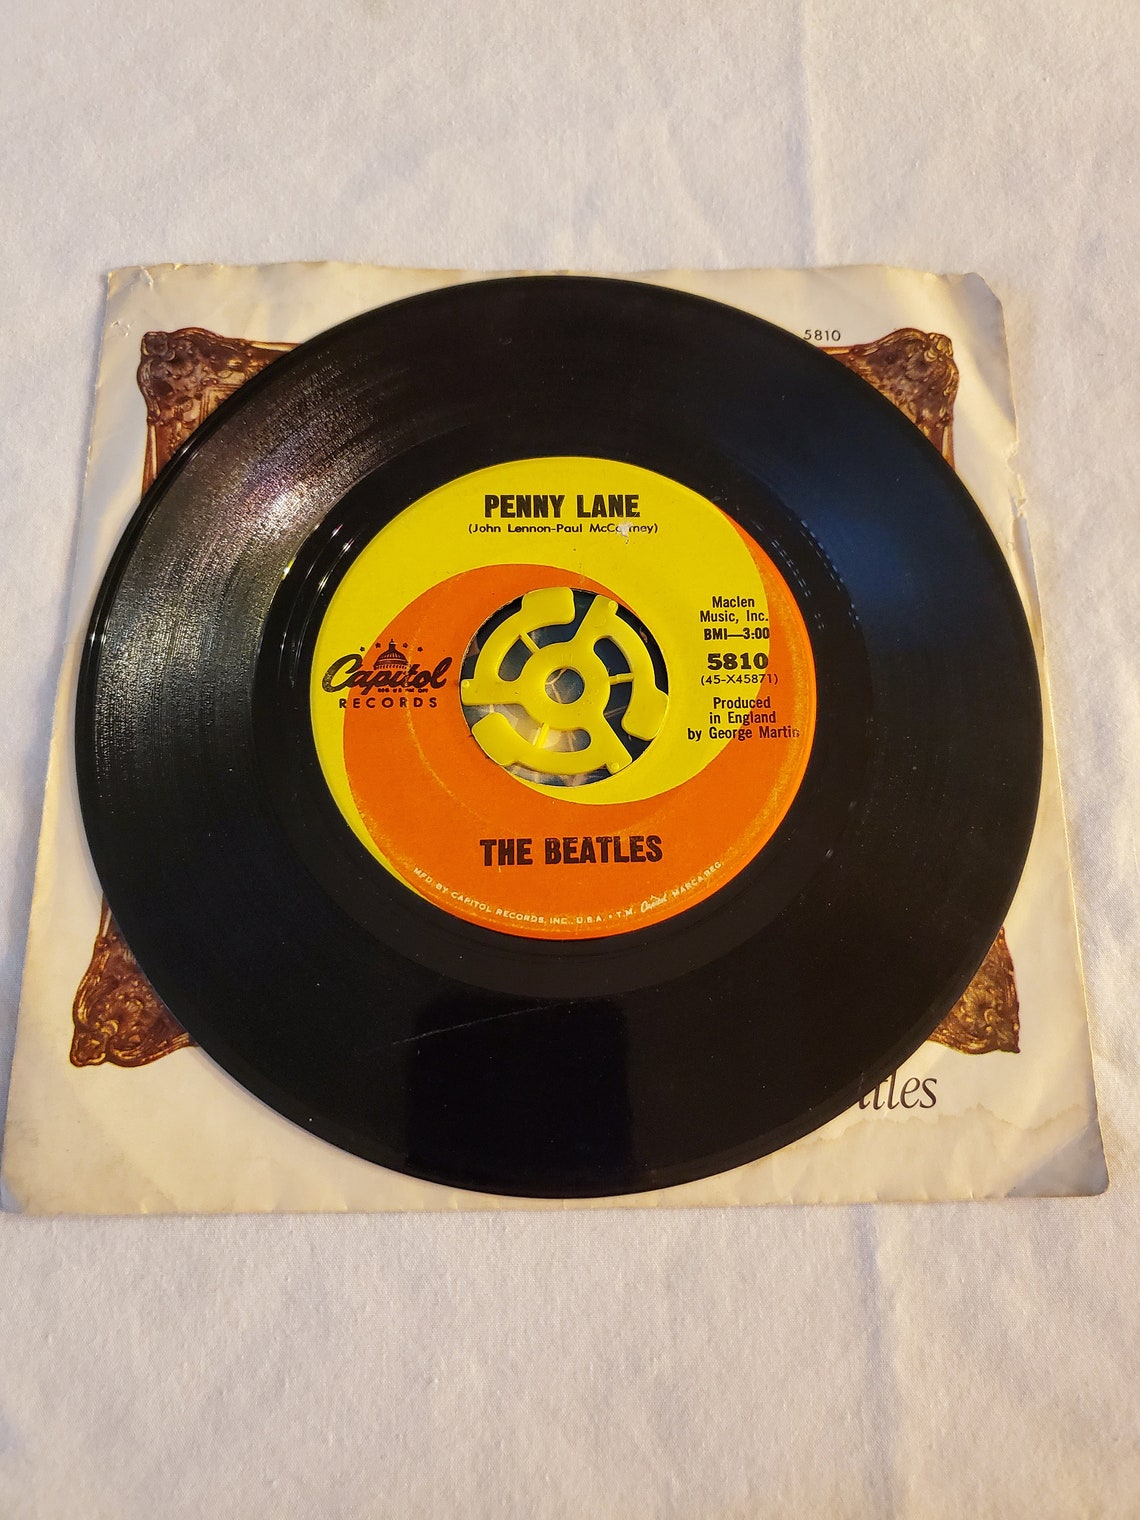 5810
PENNY LANE
(John Lennon-Paul McCartney)
Maclen
Music, Inc.
BMI—3:00
5810
(45-X45871)
Capitol
RECORDS
Produced
in England
by George Martin
THE BEATLES
MFD. BY CAPITOL RECORDS, INC., U.S.A. • T.M. Capitol MARCA REG.